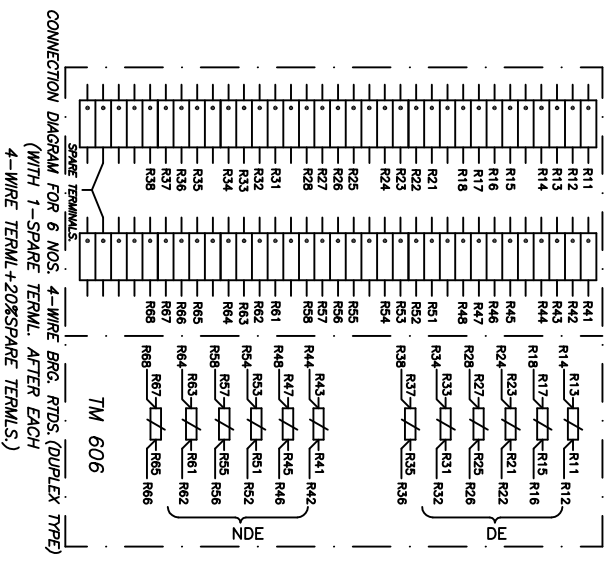 R11
R12
R13
R14
R15
R16
R17
R18
R21
R22
R23
R24
R25
R26
R27
R28
R31
R32
R33
R34
R35
R36
R37
R38
SPARE TERMINALS
R41
R42
R43
R44
R45
R46
R47
R48
R51
R52
R53
R54
R55
R56
R57
R58
R61
R62
R63
R64
R65
R66
R67
R68
R13 R11
R14 R12
R17 R15
R18 R16
R23 R21
R24 R22
R27 R25
R28 R26
R33 R31
R34 R32
R37 R35
R38 R36
DE
R43 R41
R44 R42
R47 R45
R48 R46
R53 R51
R54 R52
R57 R55
R58 R56
R63 R61
R64 R62
R67 R65
R68 R66
NDE
TM 606
CONNECTION DIAGRAM FOR 6 NOS. 4-WIRE BRG. RTDS.(DUPLEX TYPE)
(WITH 1-SPARE TERML. AFTER EACH
4-WIRE TERML+20%SPARE TERMLS.)